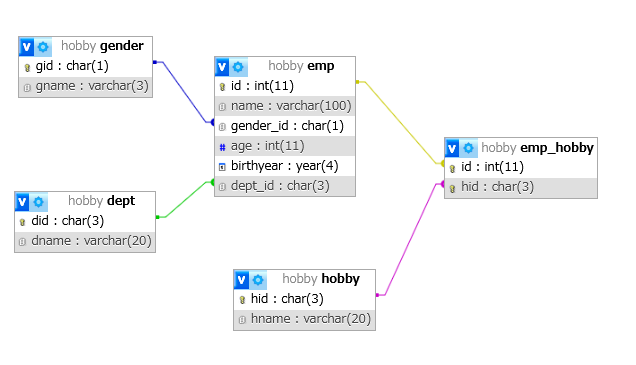 hobby gender
gid : char(1)
gname : varchar(3)
hobby emp
id : int(11)
name : varchar(100)
gender_id : char(1)
# age : int(11)
birthyear : year(4)
dept_id : char(3)
hobby dept
did : char(3)
dname : varchar(20)
hobby emp_hobby
id : int(11)
hid : char(3)
hobby hobby
hid : char(3)
hname : varchar(20)